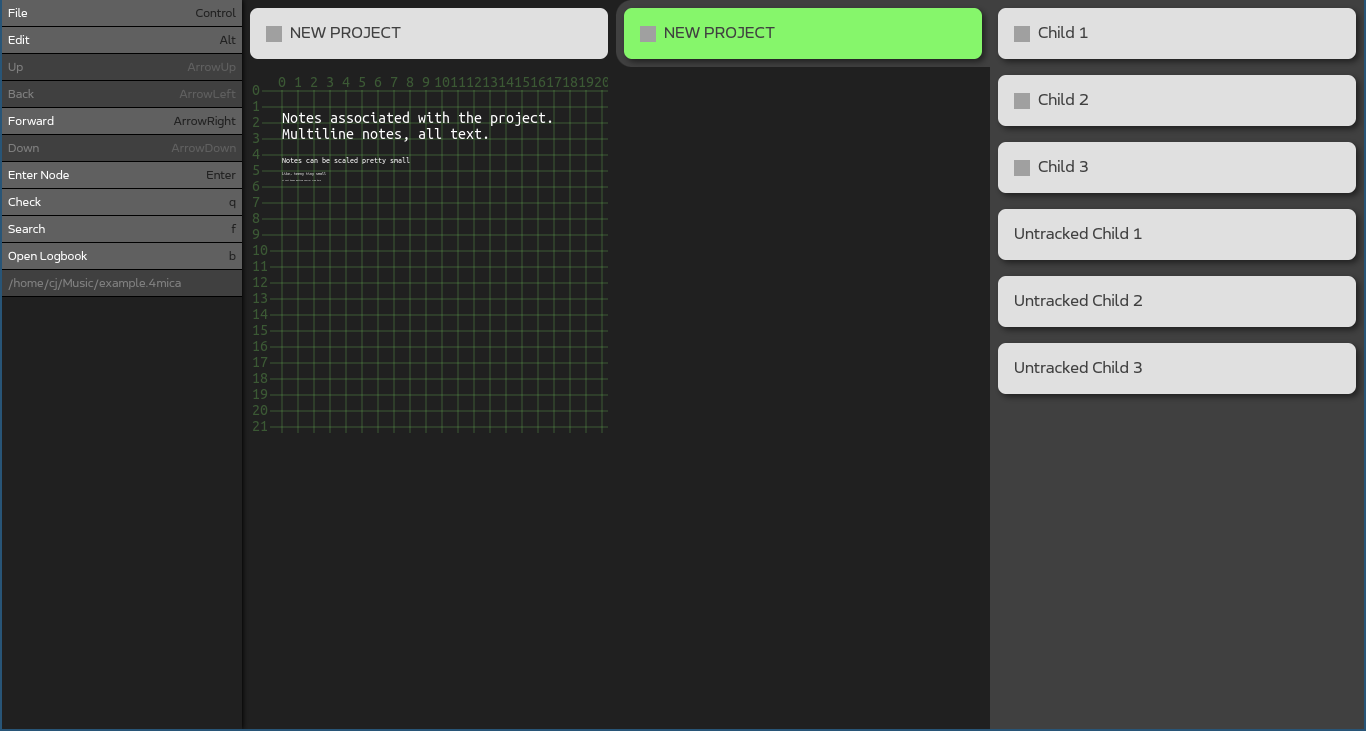 File Control
Edit Alt
Up ArrowUp
Back ArrowLeft
Forward ArrowRight
Down ArrowDown
Enter Node Enter
Check q
Search f
Open Logbook b
/home/cj/Music/example.4mica
NEW PROJECT
0 1 2 3 4 5 6 7 8 9 10 11 12 13 14 15 16 17 18 19 20
0
1
2
3
4
5
6
7
8
9
10
11
12
13
14
15
16
17
18
19
20
21
Notes associated with the project.
Multiline notes, all text.
Notes can be scaled pretty small
NEW PROJECT
Child 1
Child 2
Child 3
Untracked Child 1
Untracked Child 2
Untracked Child 3